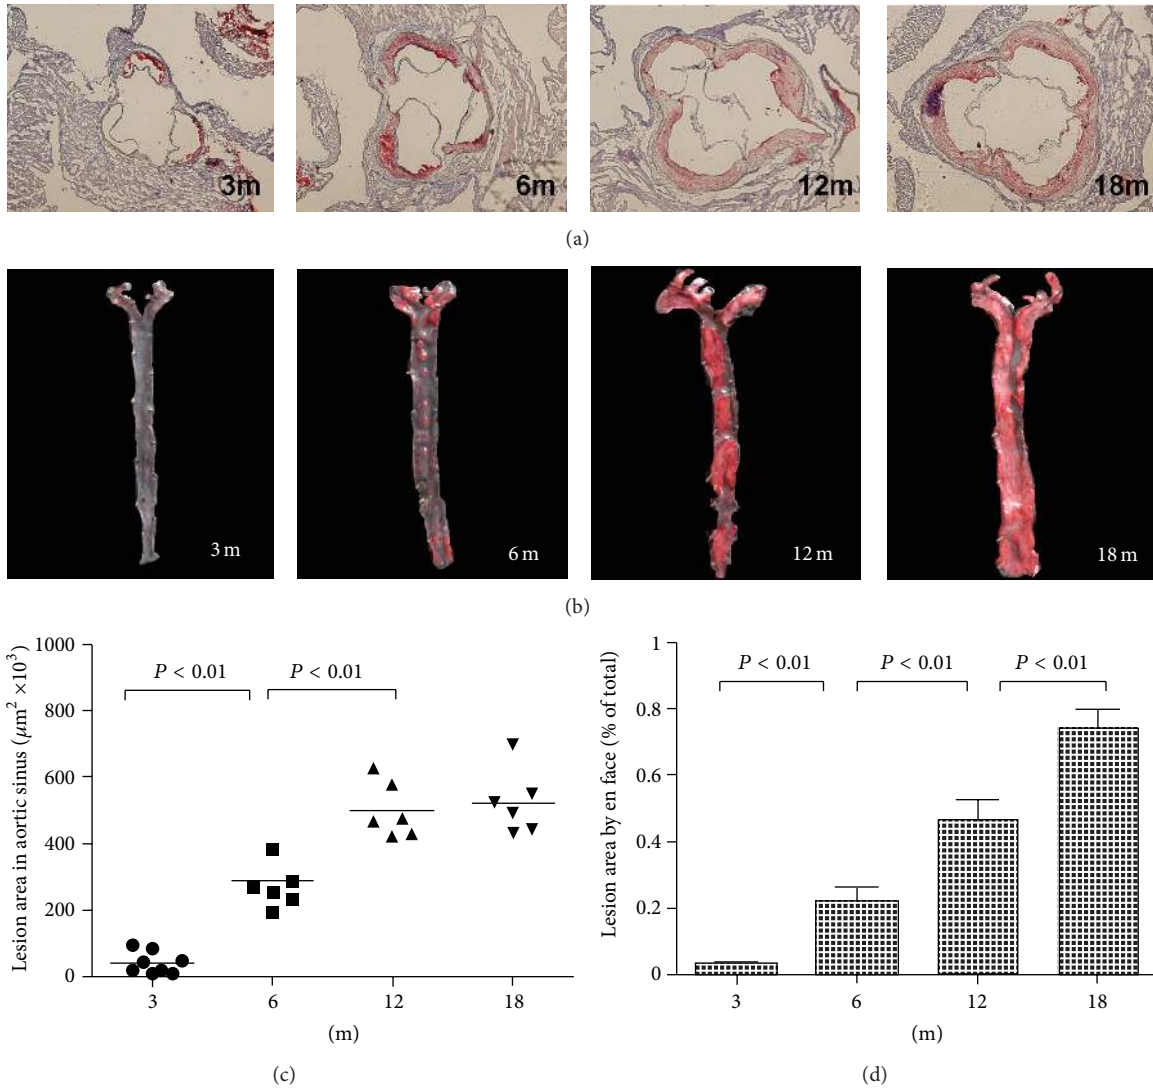 3m
6m
12m
18m
(a)
3 m
6 m
12 m
18 m
(b)
Lesion area in aortic sinus (μm² ×10³)
1000
800
600
400
200
0
P < 0.01
P < 0.01
3
6
12
18
(m)
(c)
Lesion area by en face (% of total)
1
0.8
0.6
0.4
0.2
0
P < 0.01
P < 0.01
P < 0.01
3
6
12
18
(m)
(d)